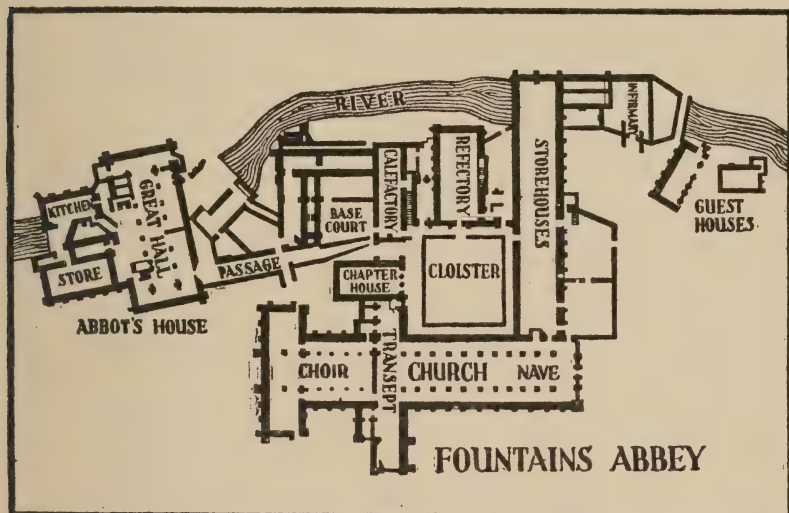 RIVER
INFIRMARY
KITCHEN
GREAT HALL
CALEFACTORY
REFECTORY
STOREHOUSES
GUEST
HOUSES
BASE
COURT
STORE
PASSAGE
CHAPTER
HOUSE
CLOISTER
ABBOT'S HOUSE
TRANSEPT
CHOIR
CHURCH
NAVE
FOUNTAINS ABBEY